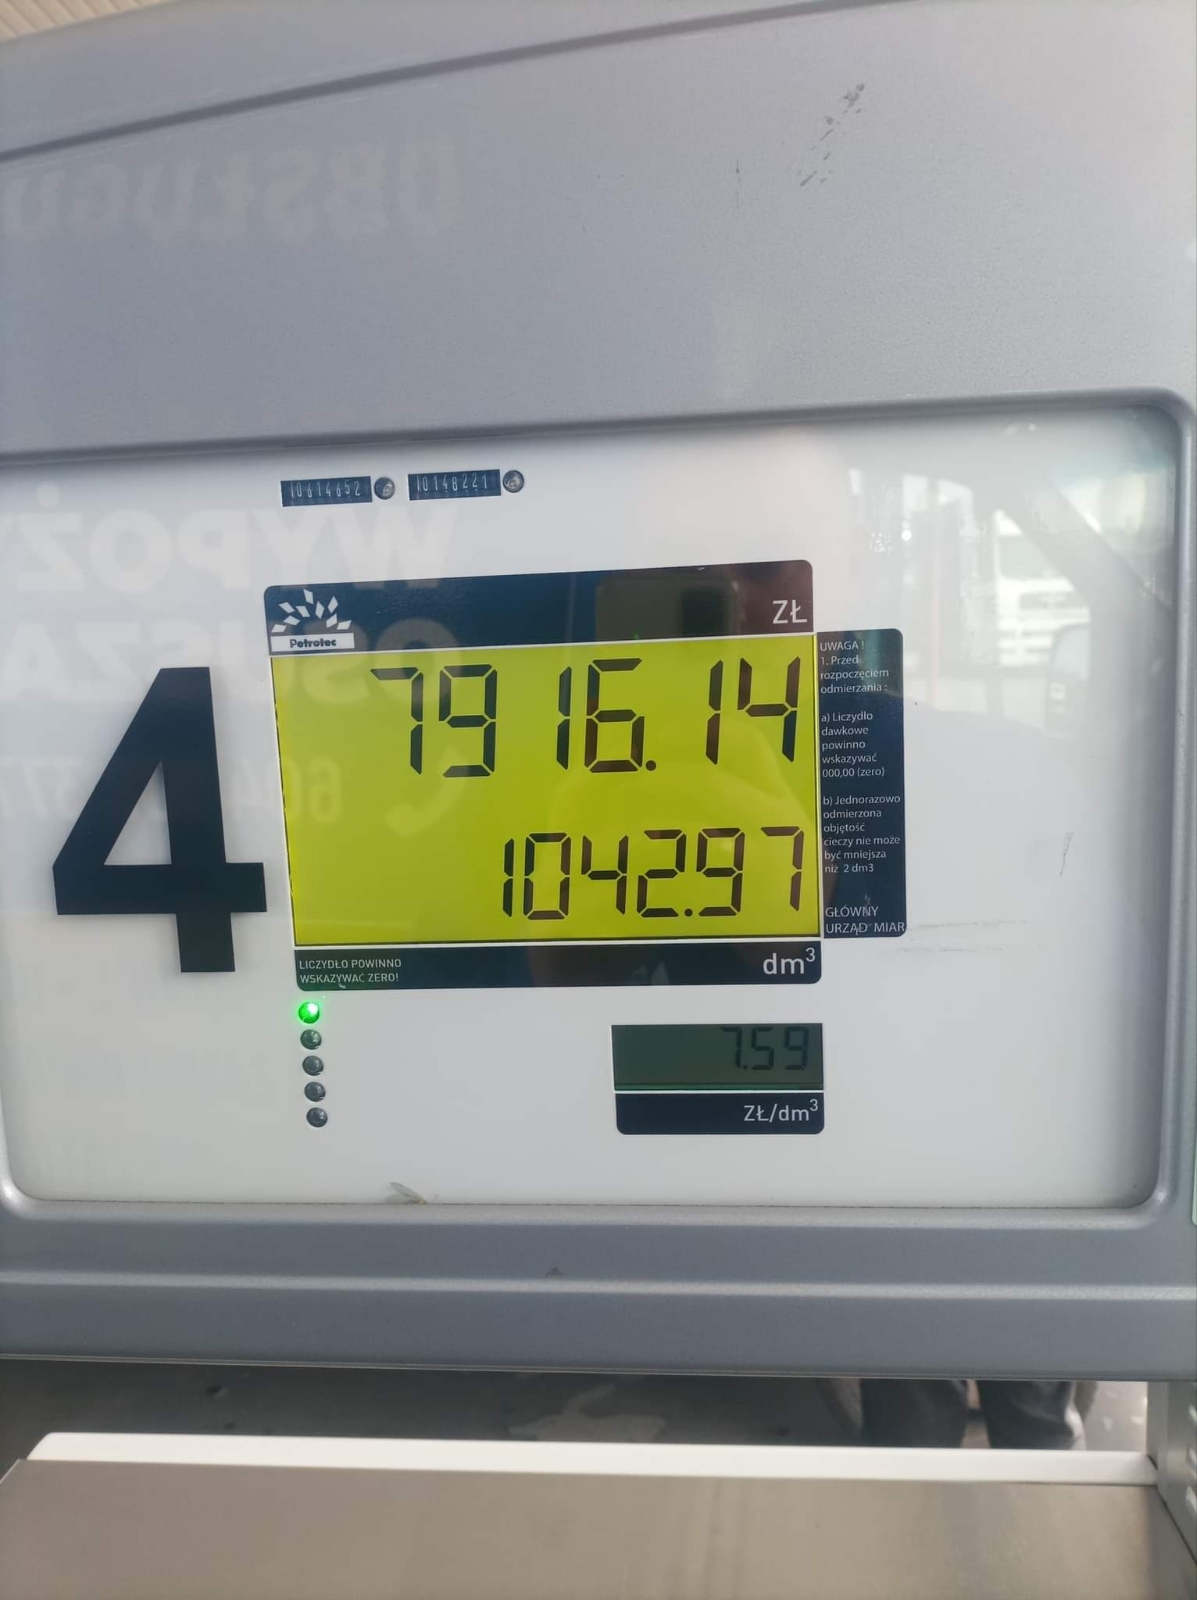 10614652 10148221
Petrotec
ZŁ
7916.14
1042.97
4
LICZYDŁO POWINNO
WSKAZYWAĆ ZERO!
dm³
UWAGA !
1. Przed
rozpoczęciem
odmierzania :
a) Liczydło
dawkowe
powinno
wskazywać
000,00 (zero)
b) Jednorazowo
odmierzona
objętość
cieczy nie może
być mniejsza
niż 2 dm3
GŁÓWNY
URZĄD MIAR
7.59
ZŁ/dm³